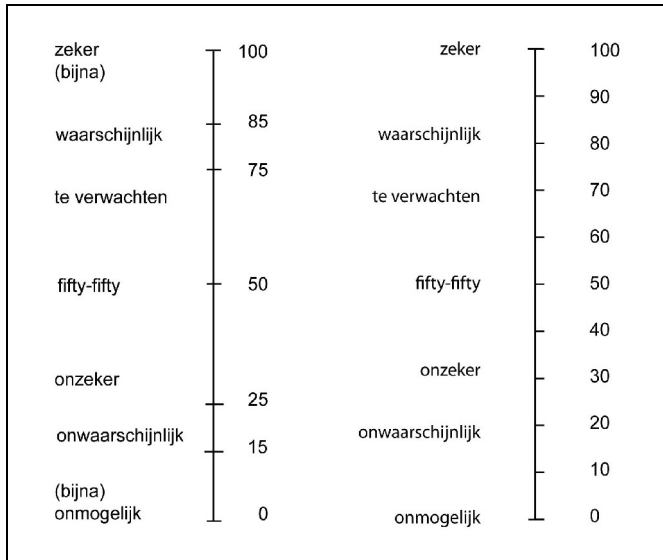 zeker
(bijna)
100
waarschijnlijk
85
75
te verwachten
fifty-fifty
50
onzeker
25
onwaarschijnlijk
15
(bijna)
onmogelijk
0
zeker
100
90
waarschijnlijk
80
te verwachten
70
60
fifty-fifty
50
40
onzeker
30
onwaarschijnlijk
20
10
onmogelijk
0